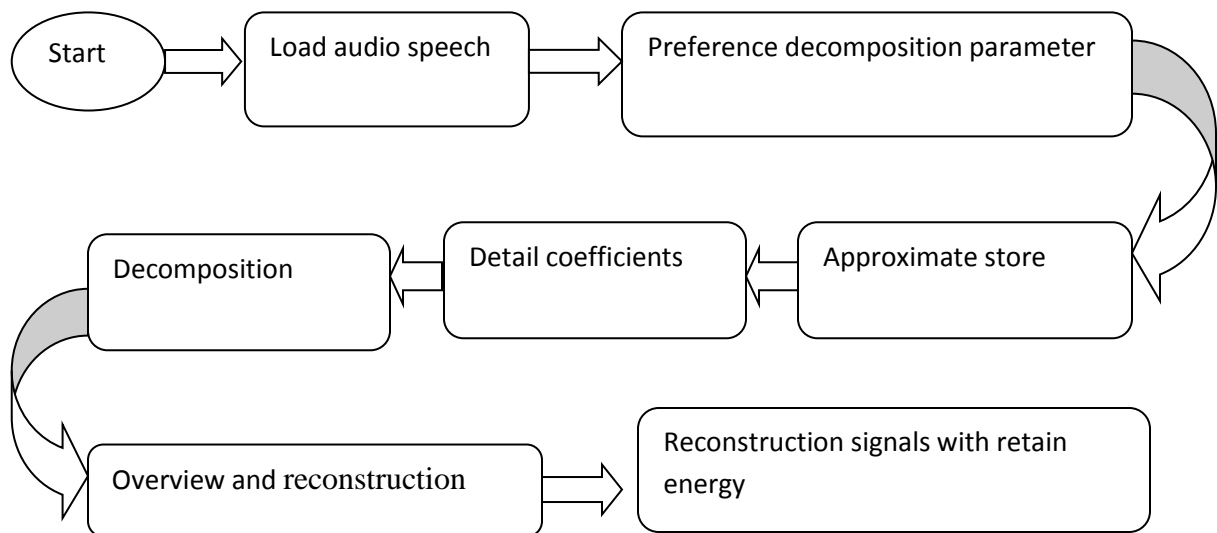 Start
Load audio speech
Preference decomposition parameter
Approximate store
Detail coefficients
Decomposition
Overview and reconstruction
Reconstruction signals with retain
energy